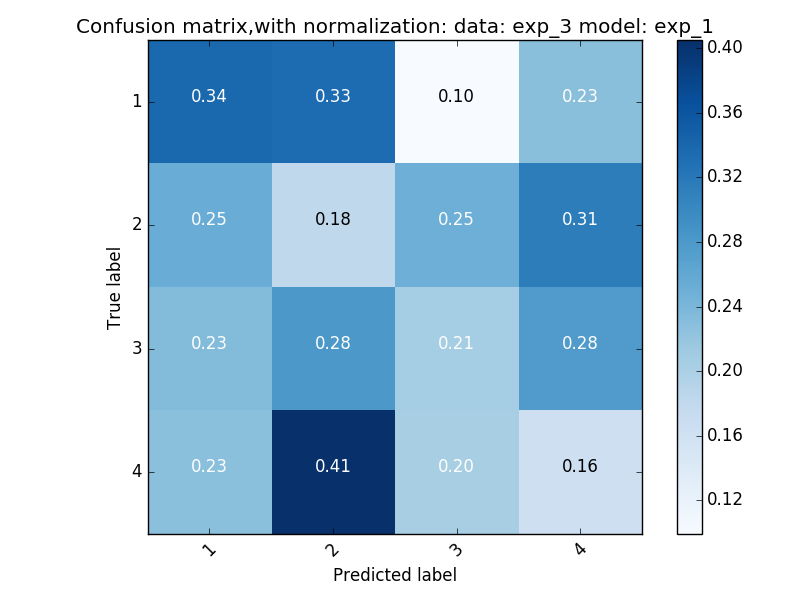 Confusion matrix,with normalization: data: exp_3 model: exp_1
True label
1
0.34 0.33 0.10 0.23
2
0.25 0.18 0.25 0.31
3
0.23 0.28 0.21 0.28
4
0.23 0.41 0.20 0.16
1 2 3 4
Predicted label
0.40
0.36
0.32
0.28
0.24
0.20
0.16
0.12